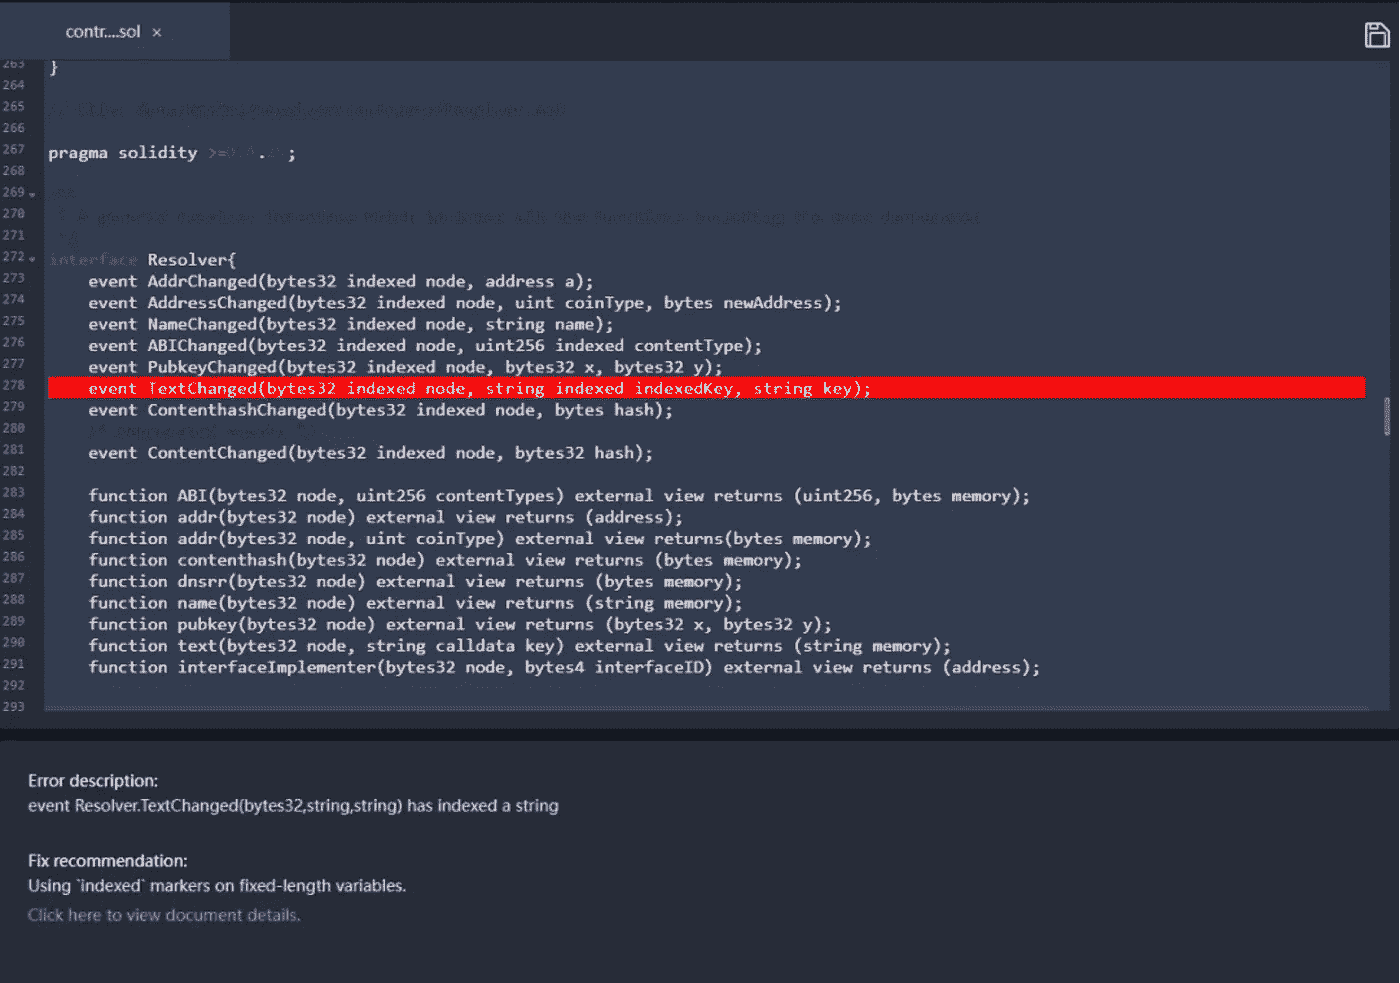 contr....sol ×
263 }
264
265
266
267 pragma solidity ;
268
269
270
271
272 interface Resolver{
273 event AddrChanged(bytes32 indexed node, address a);
274 event AddressChanged(bytes32 indexed node, uint coinType, bytes newAddress);
275 event NameChanged(bytes32 indexed node, string name);
276 event ABIChanged(bytes32 indexed node, uint256 indexed contentType);
277 event PubkeyChanged(bytes32 indexed node, bytes32 x, bytes32 y);
278 event TextChanged(bytes32 indexed node, string indexed indexedKey, string key);
279 event ContenthashChanged(bytes32 indexed node, bytes hash);
280
281 event ContentChanged(bytes32 indexed node, bytes32 hash);
282
283 function ABI(bytes32 node, uint256 contentTypes) external view returns (uint256, bytes memory);
284 function addr(bytes32 node) external view returns (address);
285 function addr(bytes32 node, uint coinType) external view returns(bytes memory);
286 function contenthash(bytes32 node) external view returns (bytes memory);
287 function dnsrr(bytes32 node) external view returns (bytes memory);
288 function name(bytes32 node) external view returns (string memory);
289 function pubkey(bytes32 node) external view returns (bytes32 x, bytes32 y);
290 function text(bytes32 node, string calldata key) external view returns (string memory);
291 function interfaceImplementer(bytes32 node, bytes4 interfaceID) external view returns (address);
292
293
Error description:
event Resolver.TextChanged(bytes32,string,string) has indexed a string
Fix recommendation:
Using `indexed` markers on fixed-length variables.
Click here to view document details.